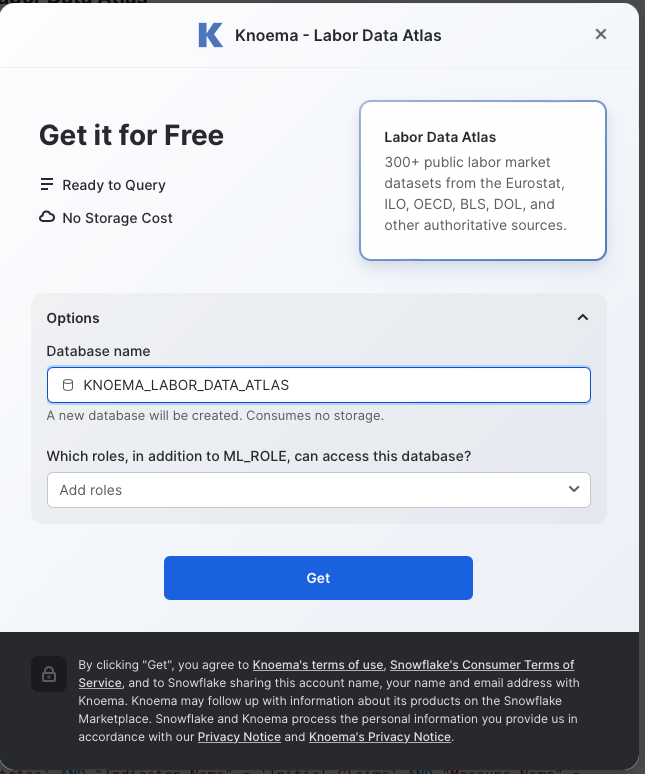 Knoema - Labor Data Atlas
Get it for Free
Ready to Query
No Storage Cost
Labor Data Atlas
300+ public labor market
datasets from the Eurostat,
ILO, OECD, BLS, DOL, and
other authoritative sources.
Options
Database name
KNOEMA_LABOR_DATA_ATLAS
A new database will be created. Consumes no storage.
Which roles, in addition to ML_ROLE, can access this database?
Add roles
Get
By clicking "Get", you agree to Knoema's terms of use, Snowflake's Consumer Terms of
Service, and to Snowflake sharing this account name, your name and email address with
Knoema. Knoema may follow up with information about its products on the Snowflake
Marketplace. Snowflake and Knoema process the personal information you provide us in
accordance with our Privacy Notice and Knoema's Privacy Notice.